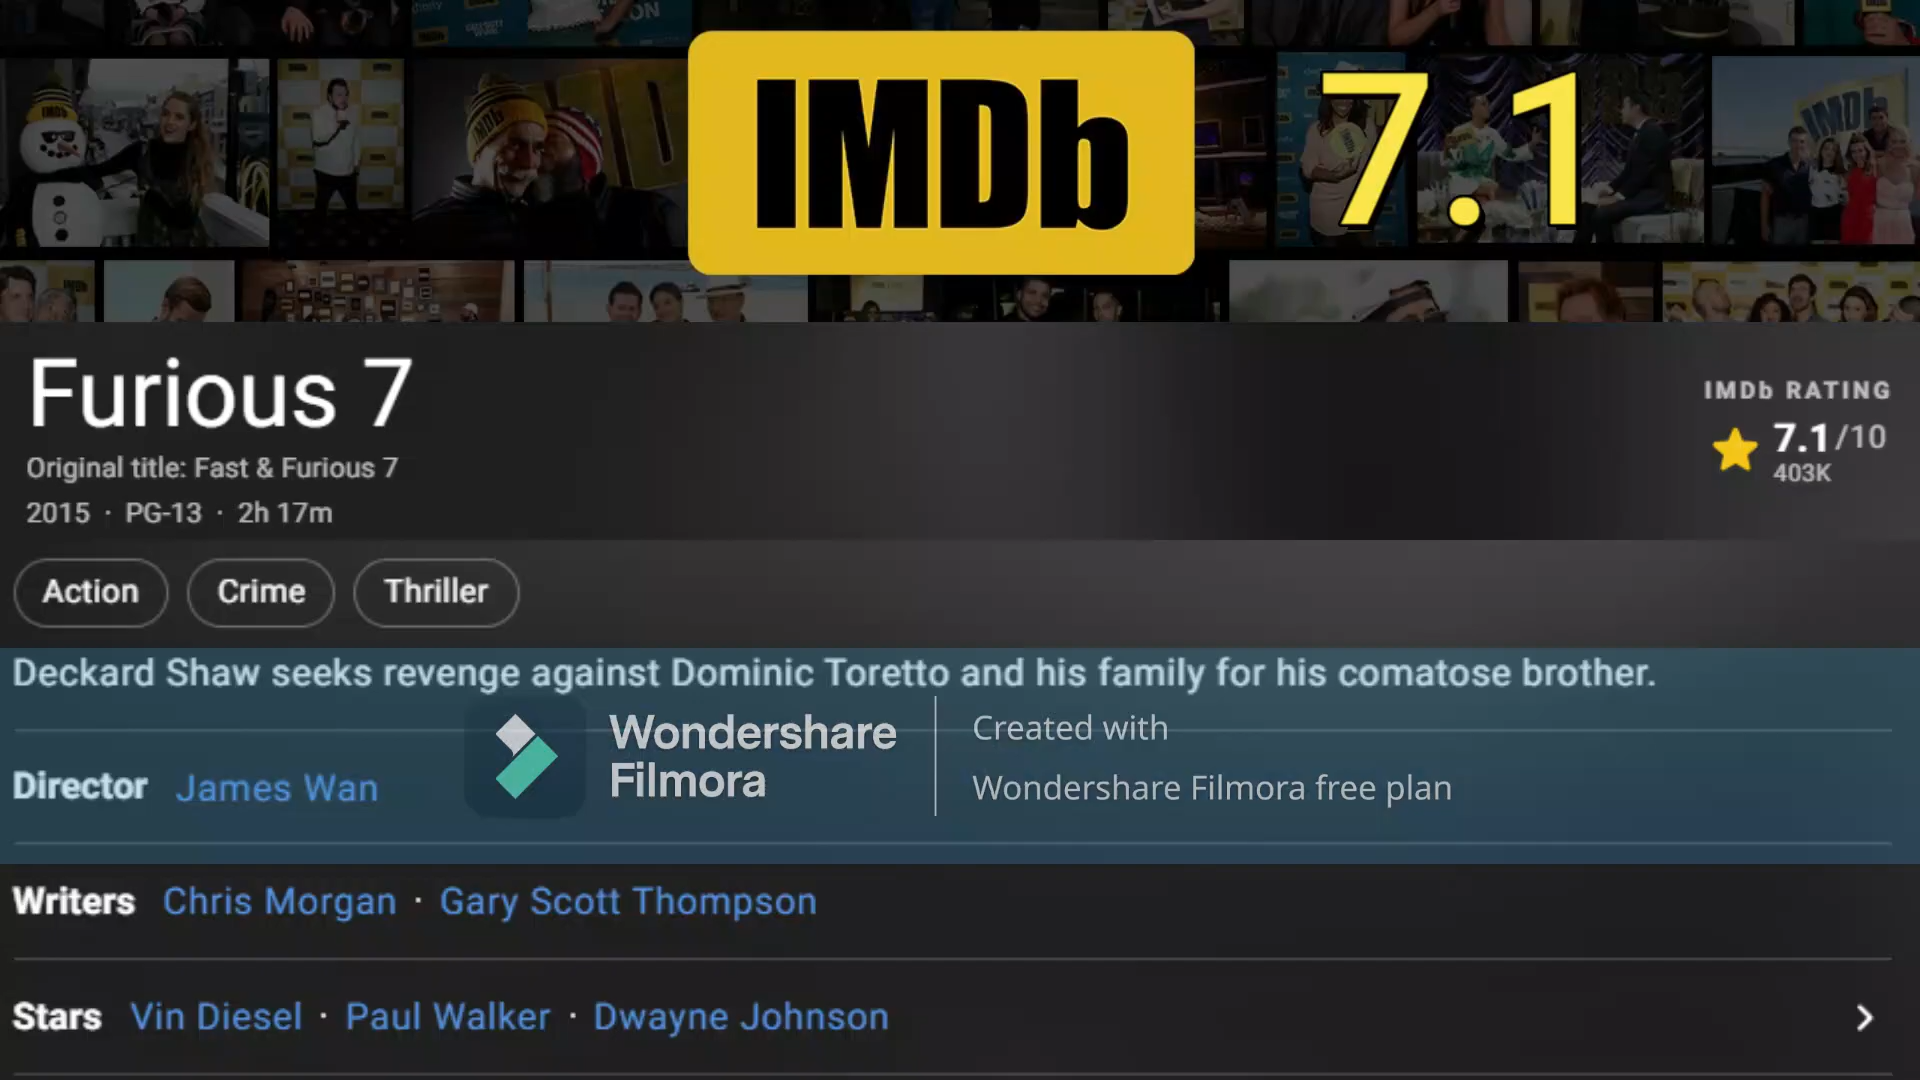 IMDb 7.1
Furious 7
Original title: Fast & Furious 7
2015 · PG-13 · 2h 17m
IMDb RATING
7.1/10
403K
Action Crime Thriller
Deckard Shaw seeks revenge against Dominic Toretto and his family for his comatose brother.
Wondershare
Filmora
Created with
Wondershare Filmora free plan
Director James Wan
Writers Chris Morgan · Gary Scott Thompson
Stars Vin Diesel · Paul Walker · Dwayne Johnson